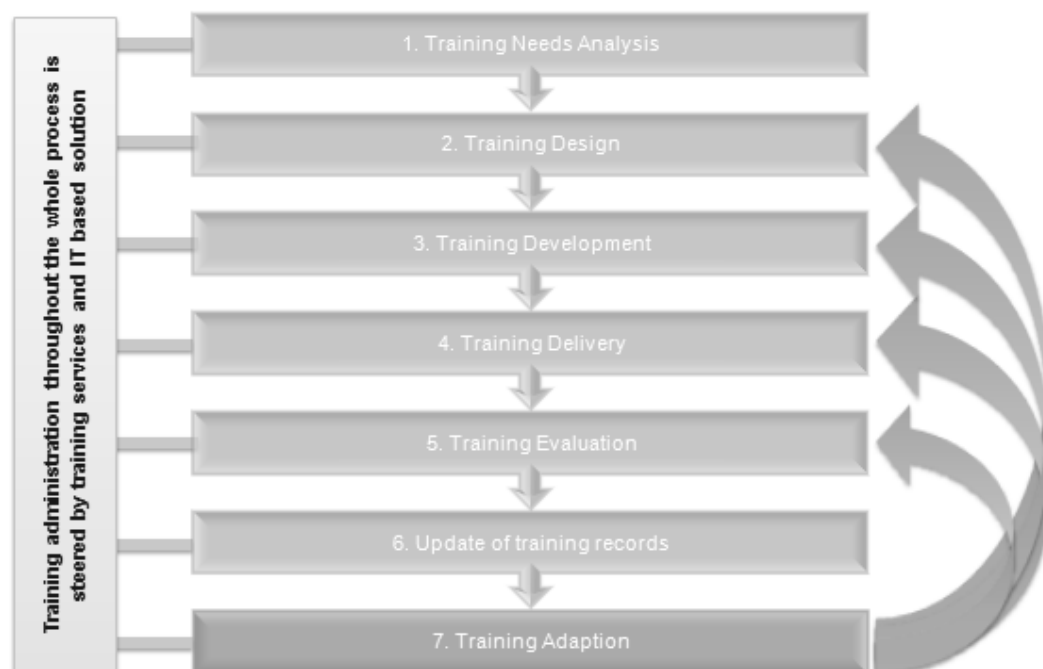 Training administration throughout the whole process is
steered by training services and IT based solution
1. Training Needs Analysis
2. Training Design
3. Training Development
4. Training Delivery
5. Training Evaluation
6. Update of training records
7. Training Adaption